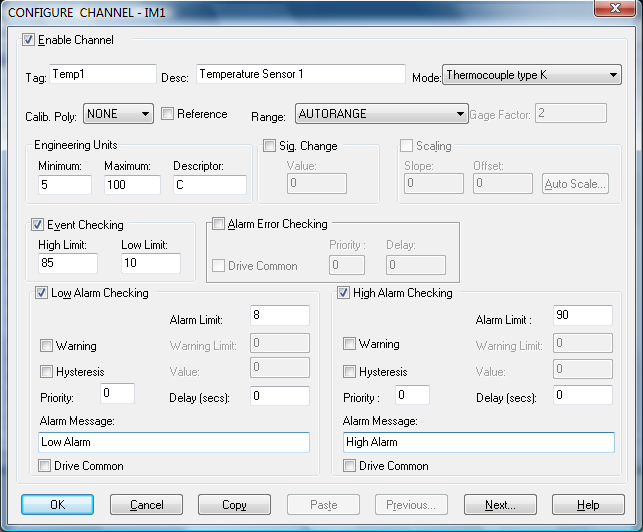 CONFIGURE CHANNEL - IM1
Enable Channel
Tag: Temp1 Desc: Temperature Sensor 1 Mode: Thermocouple type K
Calib. Poly: NONE Reference Range: AUTORANGE Gage Factor: 2
Engineering Units Sig. Change Scaling
Minimum: Maximum: Descriptor: Value: Slope: Offset:
5 100 C 0 0 0 Auto Scale...
Event Checking Alarm Error Checking
High Limit: Low Limit: Priority : Delay:
85 10 Drive Common 0 0
Low Alarm Checking High Alarm Checking
Alarm Limit: 8 Alarm Limit : 90
Warning Warning Limit: 0 Warning Warning Limit: 0
Hysteresis Value: 0 Hysteresis Value: 0
Priority: 0 Delay (secs): 0 Priority : 0 Delay (secs): 0
Alarm Message: Alarm Message:
Low Alarm High Alarm
Drive Common Drive Common
OK Cancel Copy Paste Previous... Next... Help